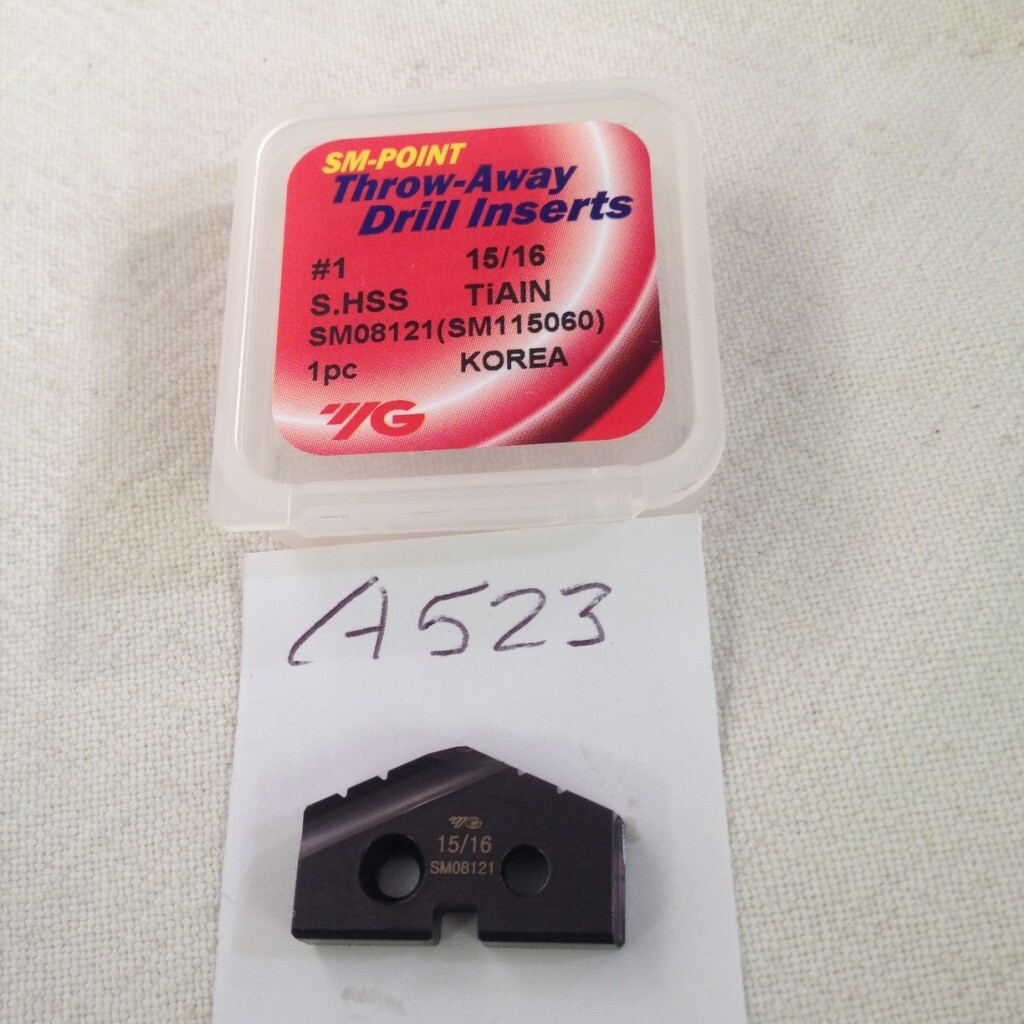 SM-POINT
Throw-Away
Drill Inserts
#1 15/16
S.HSS TiAIN
SM08121(SM115060)
1pc KOREA
YG
A523
YG
15/16
SM08121